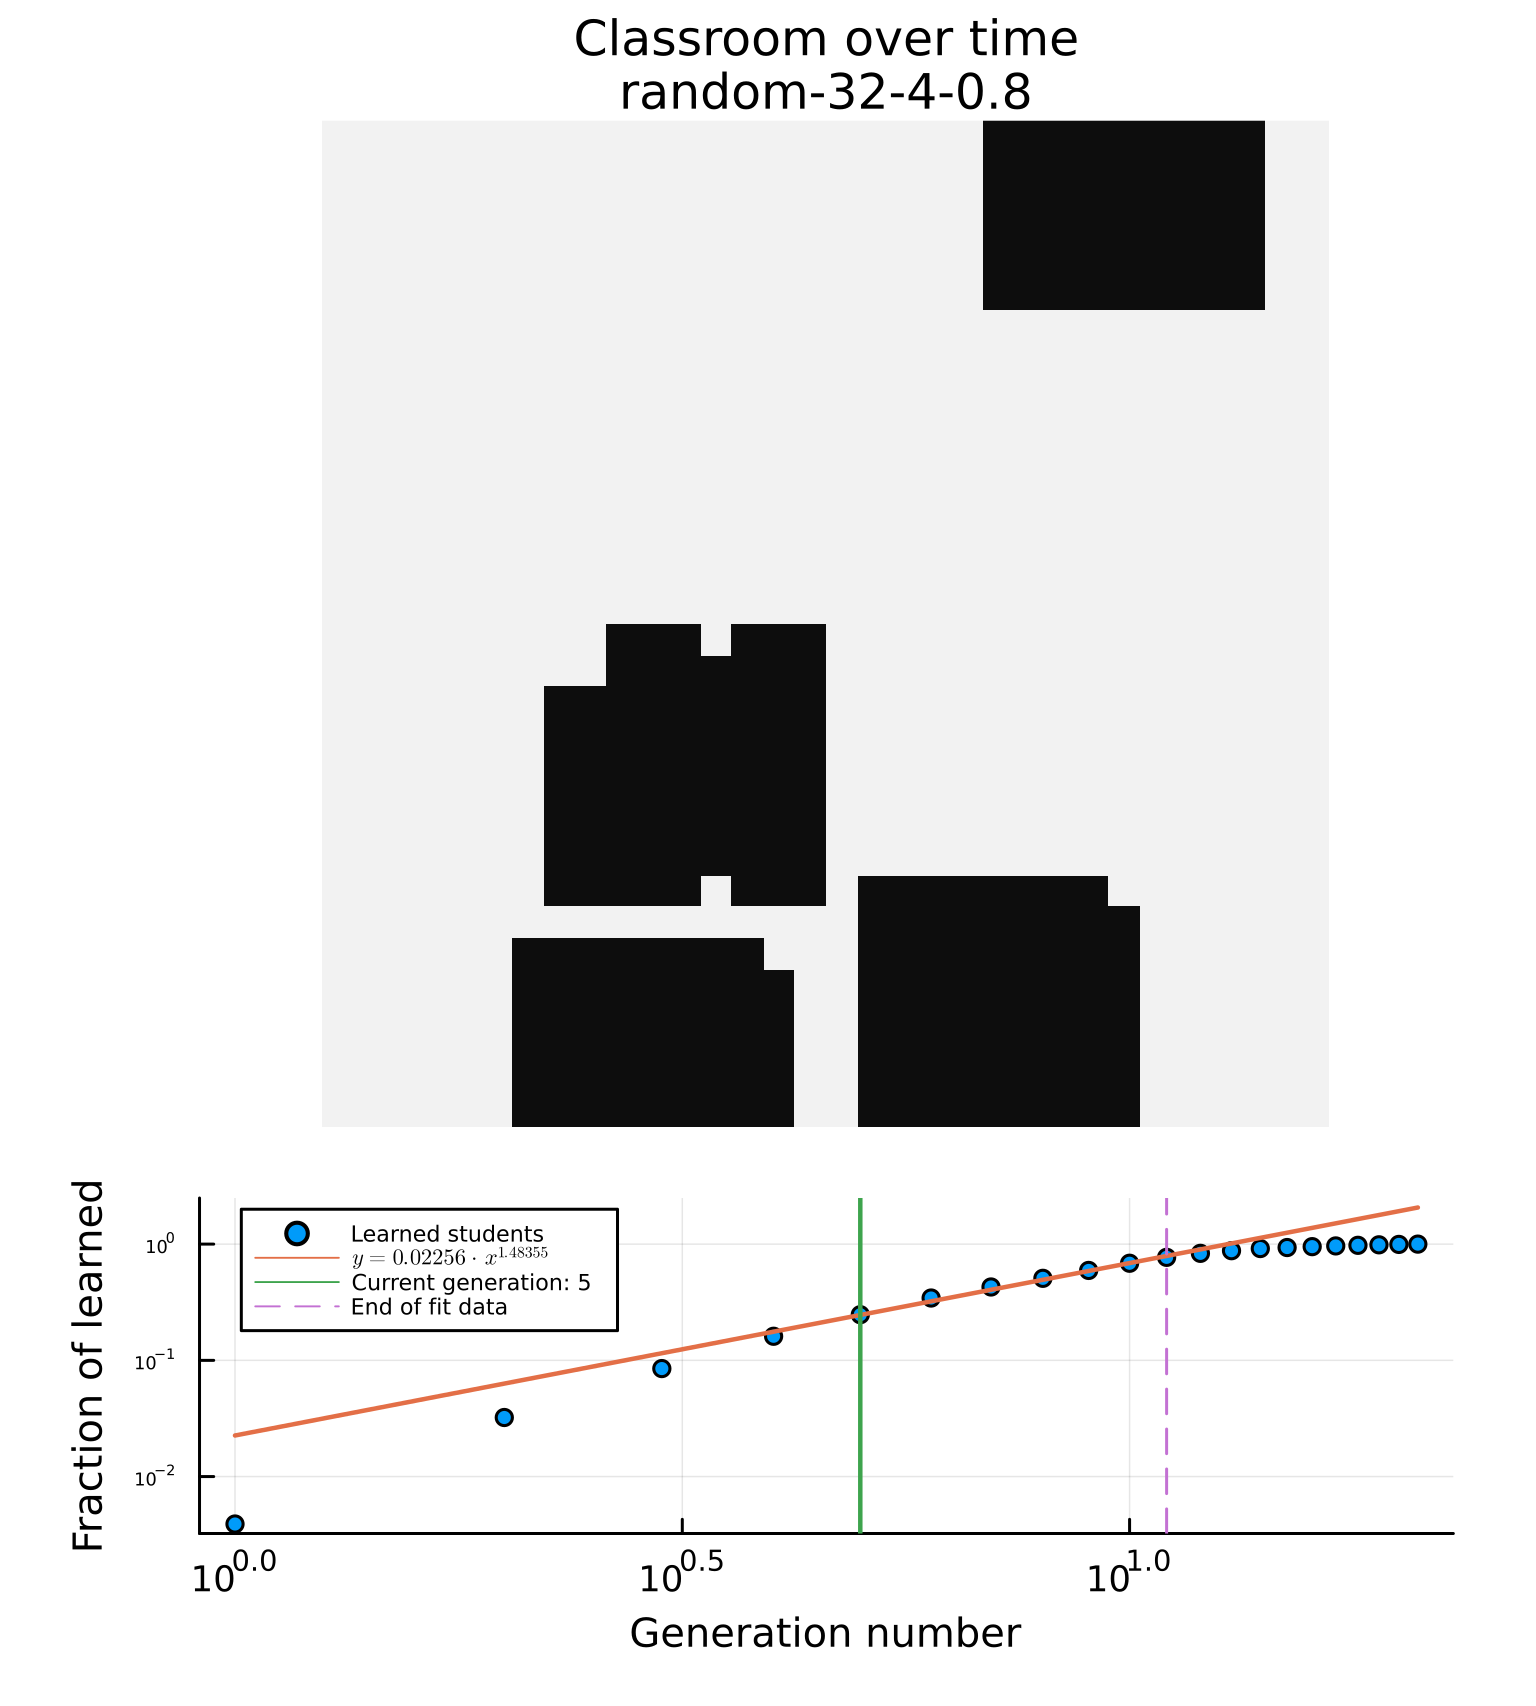 Classroom over time
random-32-4-0.8
Fraction of learned
10^0
10^-1
10^-2
Learned students
y = 0.02256 · x^1.48355
Current generation: 5
End of fit data
10^0.0
10^0.5
10^1.0
Generation number